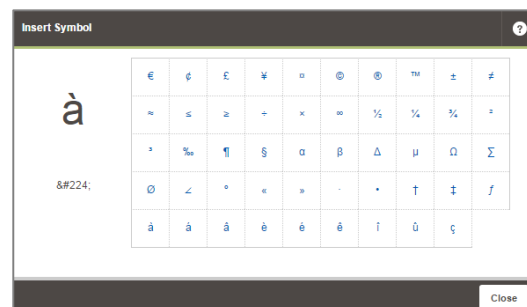 Insert Symbol ?
€ ¢ £ ¥ ¤ © ® ™ ± ≠
à
≈ ≤ ≥ ÷ × ∞ ½ ¼ ¾ ²
³ ‰ ¶ § α β Δ μ Ω Σ
&#224;
Ø ∠ ° « » · • † ‡ ƒ
à á â è é ê î û ç
Close